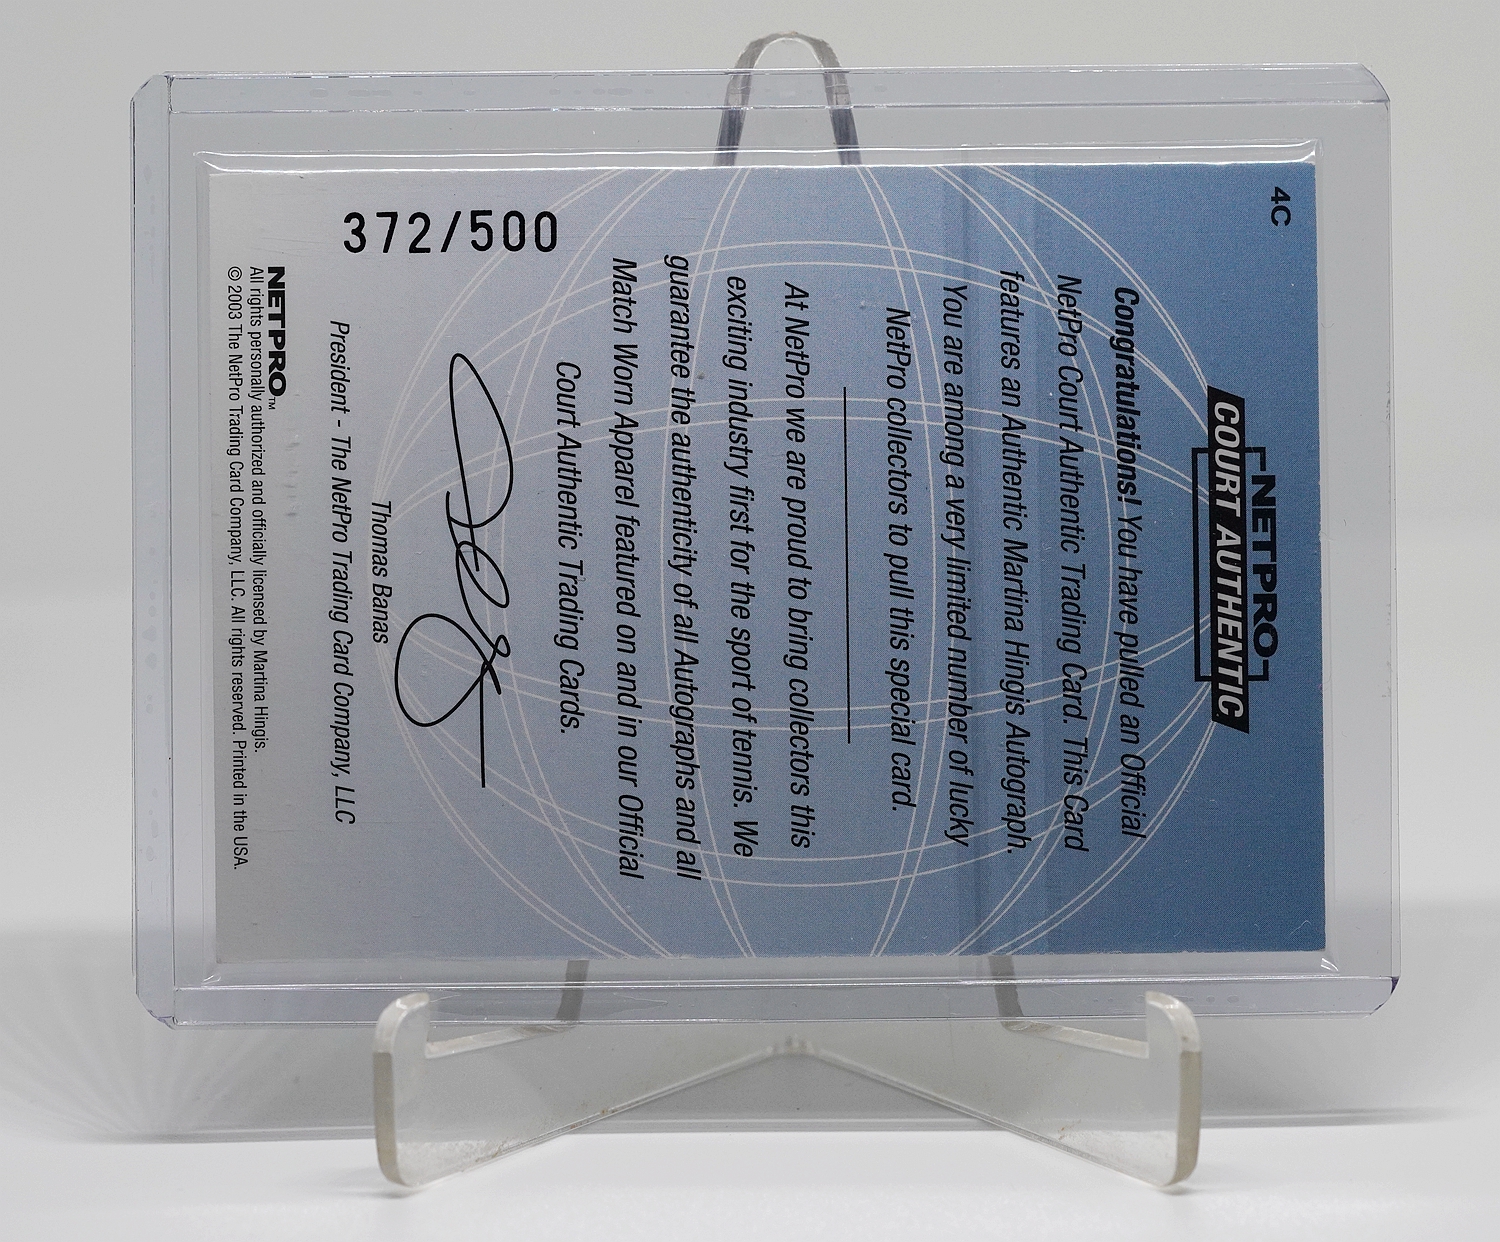 4C
NETPRO
COURT AUTHENTIC
Congratulations! You have pulled an Official
NetPro Court Authentic Trading Card. This Card
features an Authentic Martina Hingis Autograph.
You are among a very limited number of lucky
NetPro collectors to pull this special card.
At NetPro we are proud to bring collectors this
exciting industry first for the sport of tennis. We
guarantee the authenticity of all Autographs and all
Match Worn Apparel featured on and in our Official
Court Authentic Trading Cards.
Thomas Banas
President - The NetPro Trading Card Company, LLC
372/500
NETPRO™
All rights personally authorized and officially licensed by Martina Hingis.
© 2003 The NetPro Trading Card Company, LLC. All rights reserved. Printed in the USA.